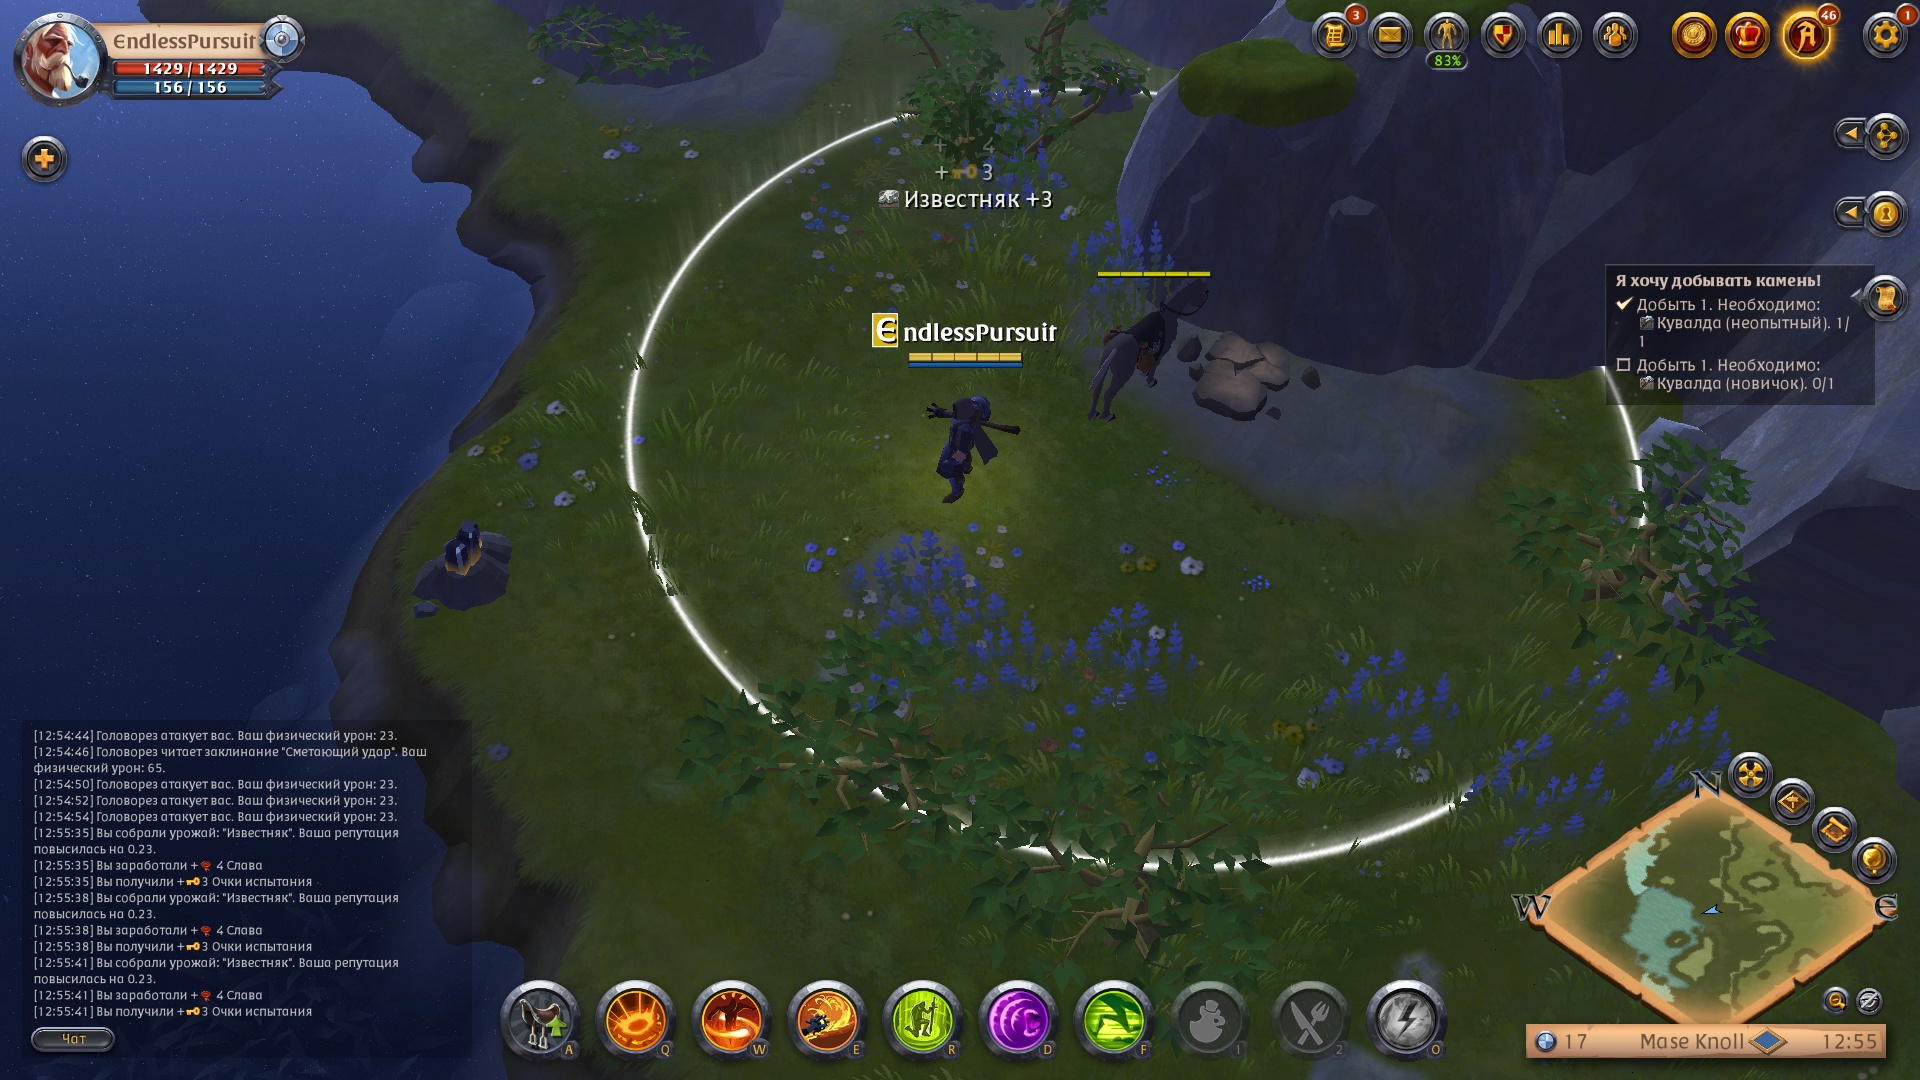 EndlessPursuit
1429 / 1429
156 / 156
3
83%
46
1
+ 4
+ 3
Известняк +3
EndlessPursuit
Я хочу добывать камень!
Добыть 1. Необходимо:
Кувалда (неопытный). 1/
1
Добыть 1. Необходимо:
Кувалда (новичок). 0/1
[12:54:44] Головорез атакует вас. Ваш физический урон: 23.
[12:54:46] Головорез читает заклинание "Сметающий удар". Ваш
физический урон: 65.
[12:54:50] Головорез атакует вас. Ваш физический урон: 23.
[12:54:52] Головорез атакует вас. Ваш физический урон: 23.
[12:54:54] Головорез атакует вас. Ваш физический урон: 23.
[12:55:35] Вы собрали урожай: "Известняк". Ваша репутация
повысилась на 0.23.
[12:55:35] Вы заработали + 4 Слава
[12:55:35] Вы получили + 3 Очки испытания
[12:55:38] Вы собрали урожай: "Известняк". Ваша репутация
повысилась на 0.23.
[12:55:38] Вы заработали + 4 Слава
[12:55:38] Вы получили + 3 Очки испытания
[12:55:41] Вы собрали урожай: "Известняк". Ваша репутация
повысилась на 0.23.
[12:55:41] Вы заработали + 4 Слава
[12:55:41] Вы получили + 3 Очки испытания
Чат
A Q W E R D F 1 2 O
N
W E
17 Mase Knoll 12:55